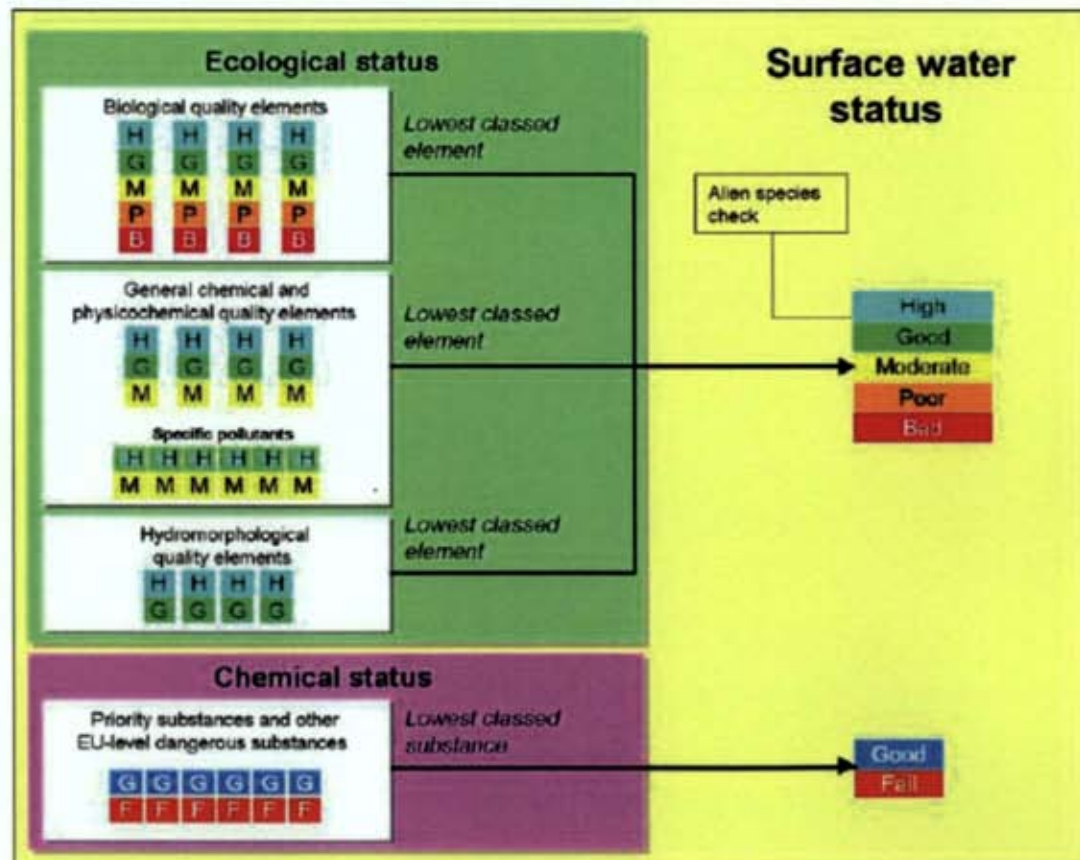 Ecological status
Surface water
status
Biological quality elements
H H H H
G G G G
M M M M
P P P P
B B B B
Lowest classed
element
Alien species
check
General chemical and
physicochemical quality elements
H H H H
G G G G
M M M M
Specific pollutants
H H H H H H
M M M M M M
Lowest classed
element
High
Good
Moderate
Poor
Bad
Hydromorphological
quality elements
H H H H
G G G G
Lowest classed
element
Chemical status
Priority substances and other
EU-level dangerous substances
G G G G G G
F F F F F F
Lowest classed
substance
Good
Fail